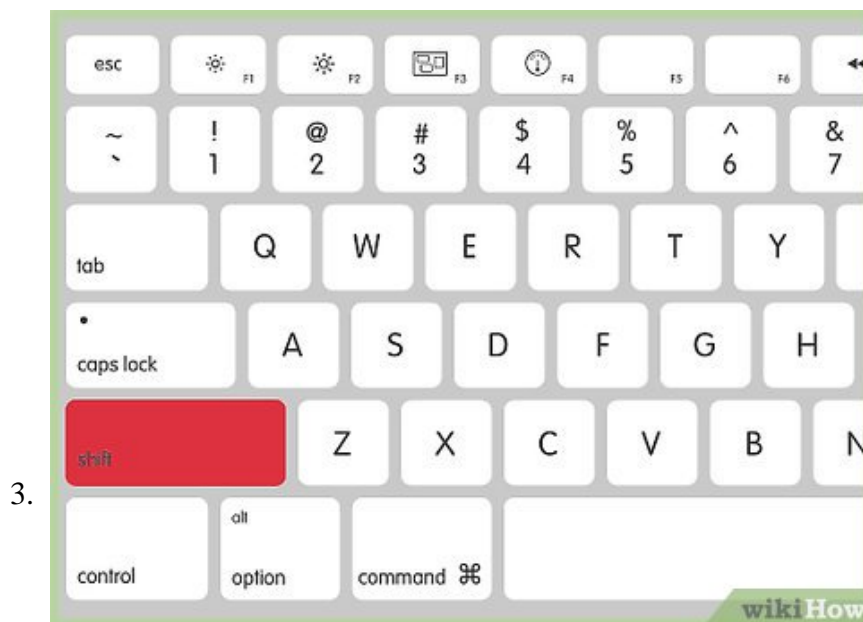 esc F1 F2 F3 F4 F5 F6
~ ! @ # $ % ^ &
` 1 2 3 4 5 6 7
tab Q W E R T Y
caps lock A S D F G H
shift Z X C V B N
3.
alt
control option command ⌘
wikiHow